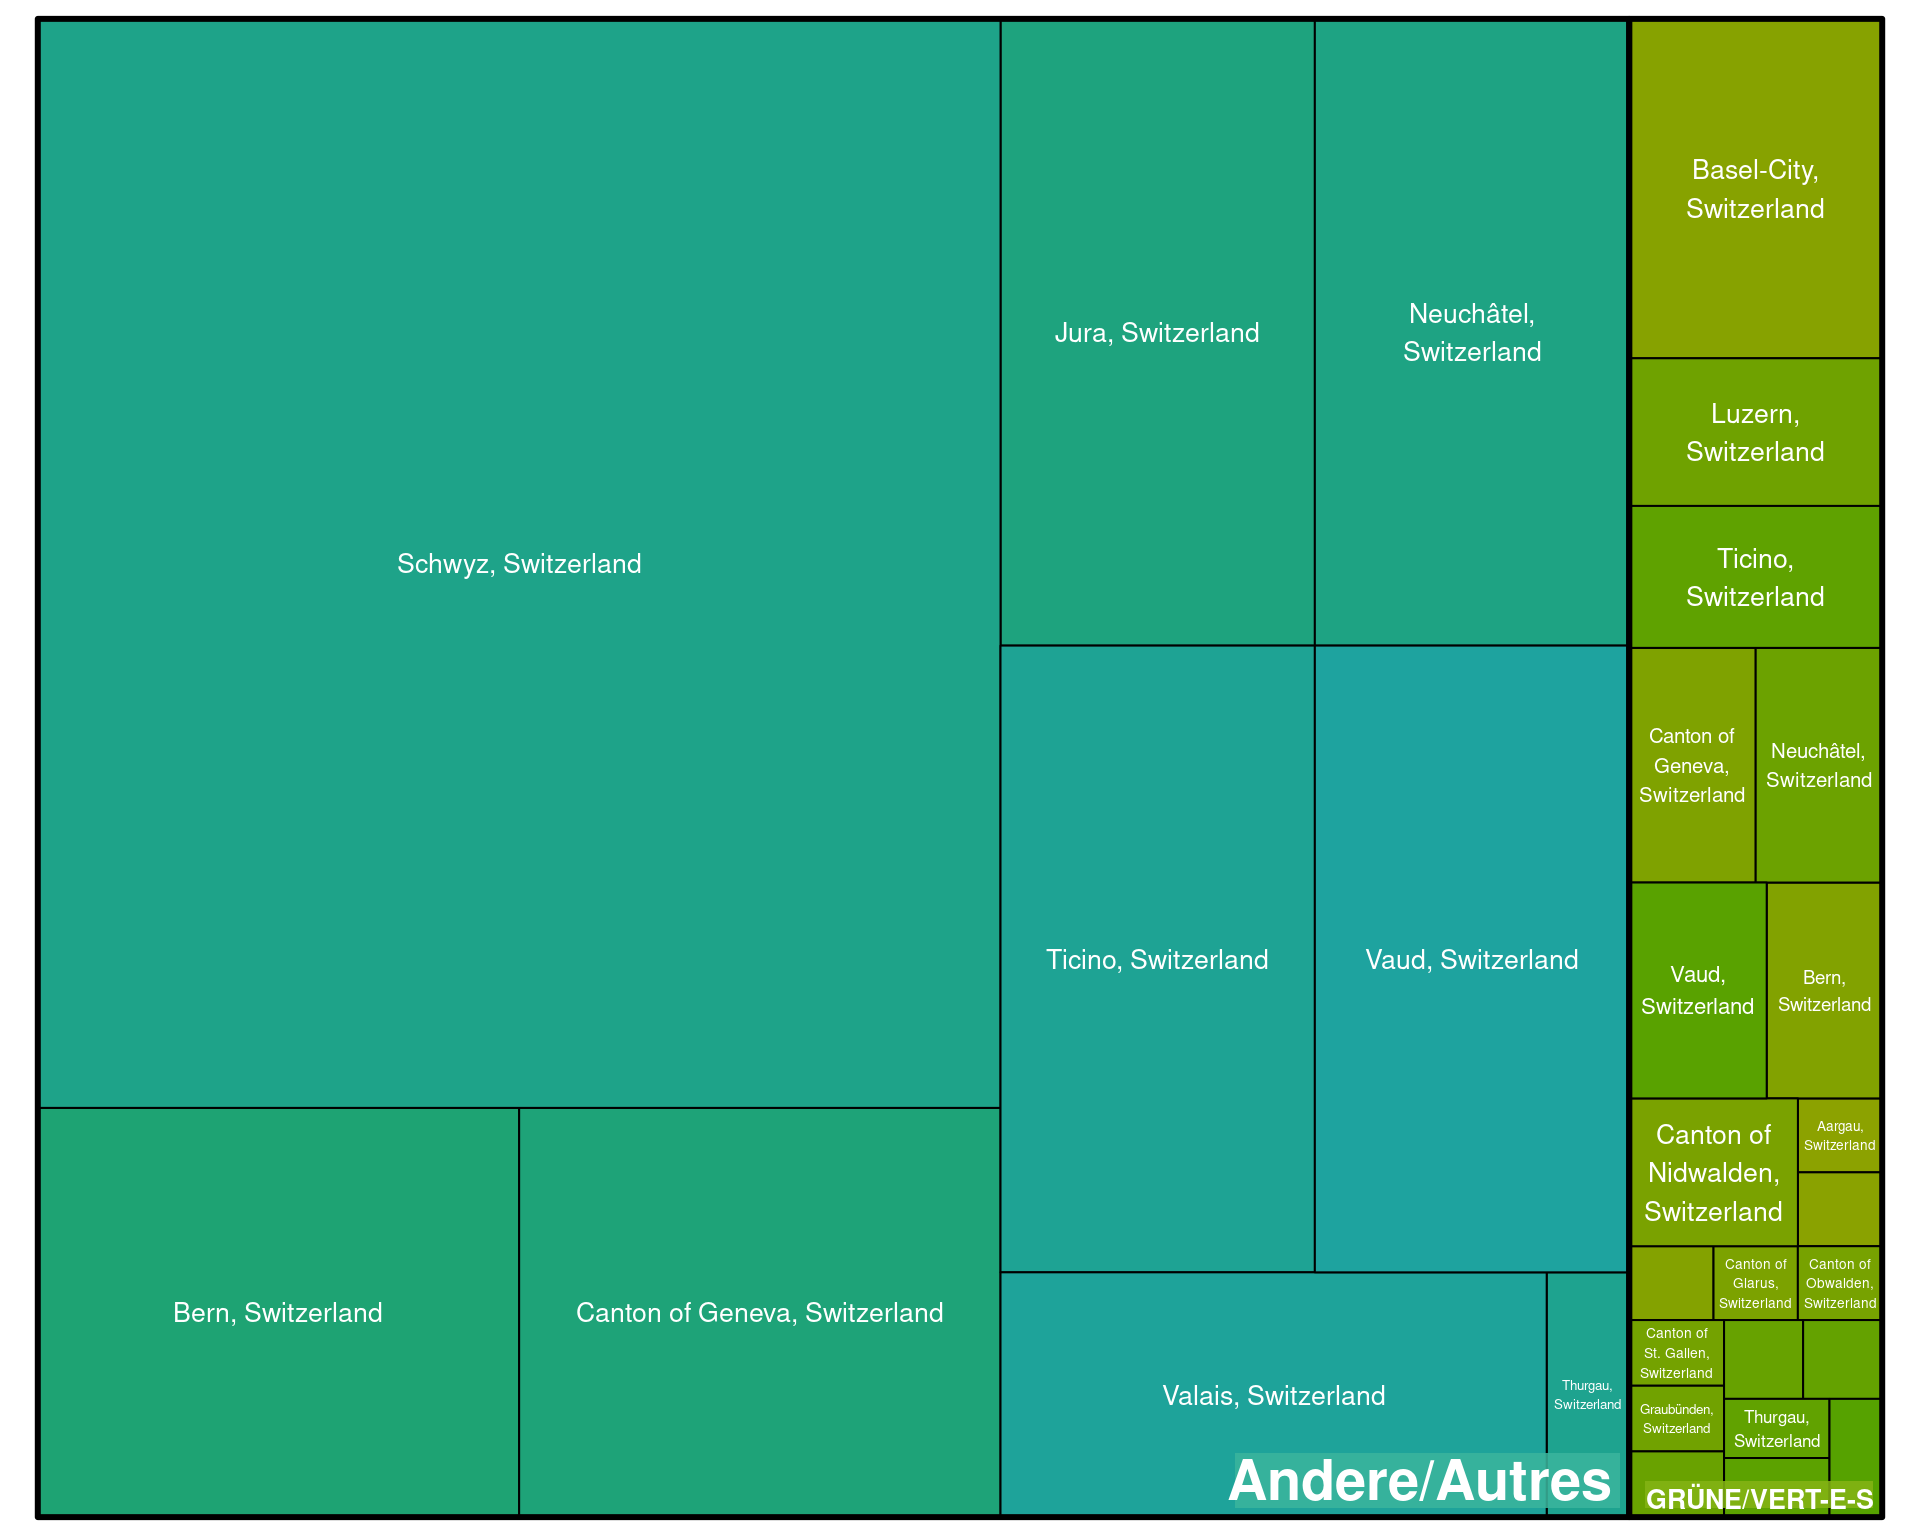 Schwyz, Switzerland
Bern, Switzerland
Canton of Geneva, Switzerland
Jura, Switzerland
Neuchâtel,
Switzerland
Ticino, Switzerland
Vaud, Switzerland
Valais, Switzerland
Thurgau,
Switzerland
Andere/Autres
Basel-City,
Switzerland
Luzern,
Switzerland
Ticino,
Switzerland
Canton of
Geneva,
Switzerland
Neuchâtel,
Switzerland
Vaud,
Switzerland
Bern,
Switzerland
Canton of
Nidwalden,
Switzerland
Aargau,
Switzerland
Canton of
Glarus,
Switzerland
Canton of
Obwalden,
Switzerland
Canton of
St. Gallen,
Switzerland
Graubünden,
Switzerland
Thurgau,
Switzerland
GRÜNE/VERT-E-S